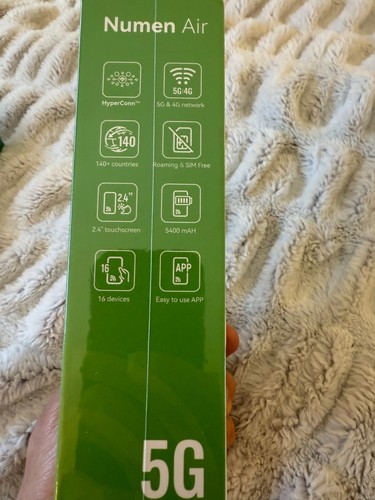 Numen Air
5G·4G
HyperConn™
5G & 4G network
140
140+ countries
Roaming & SIM Free
2.4"
2.4" touchscreen
5400 mAH
16
APP
16 devices
Easy to use APP
5G